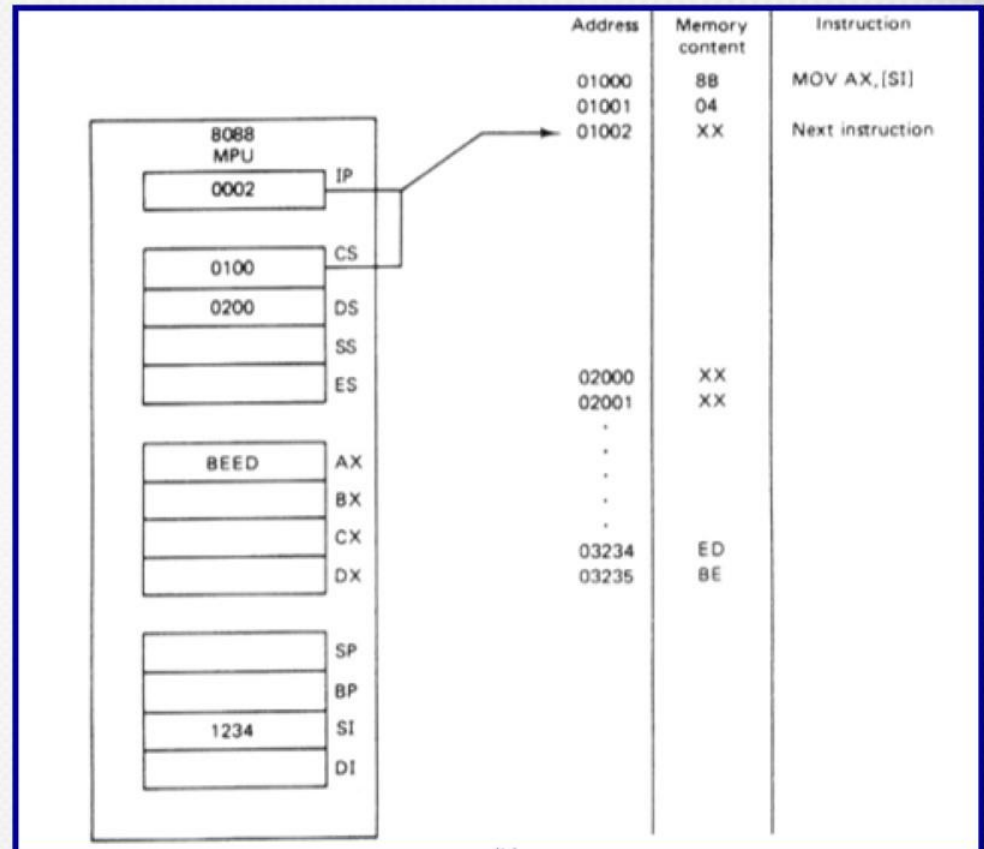 Address Memory content Instruction
01000 8B MOV AX,[SI]
01001 04
01002 XX Next instruction
8088
MPU
0002 IP
0100 CS
0200 DS
SS
ES
02000 XX
02001 XX
BEED AX
BX
CX
DX
03234 ED
03235 BE
SP
BP
1234 SI
DI